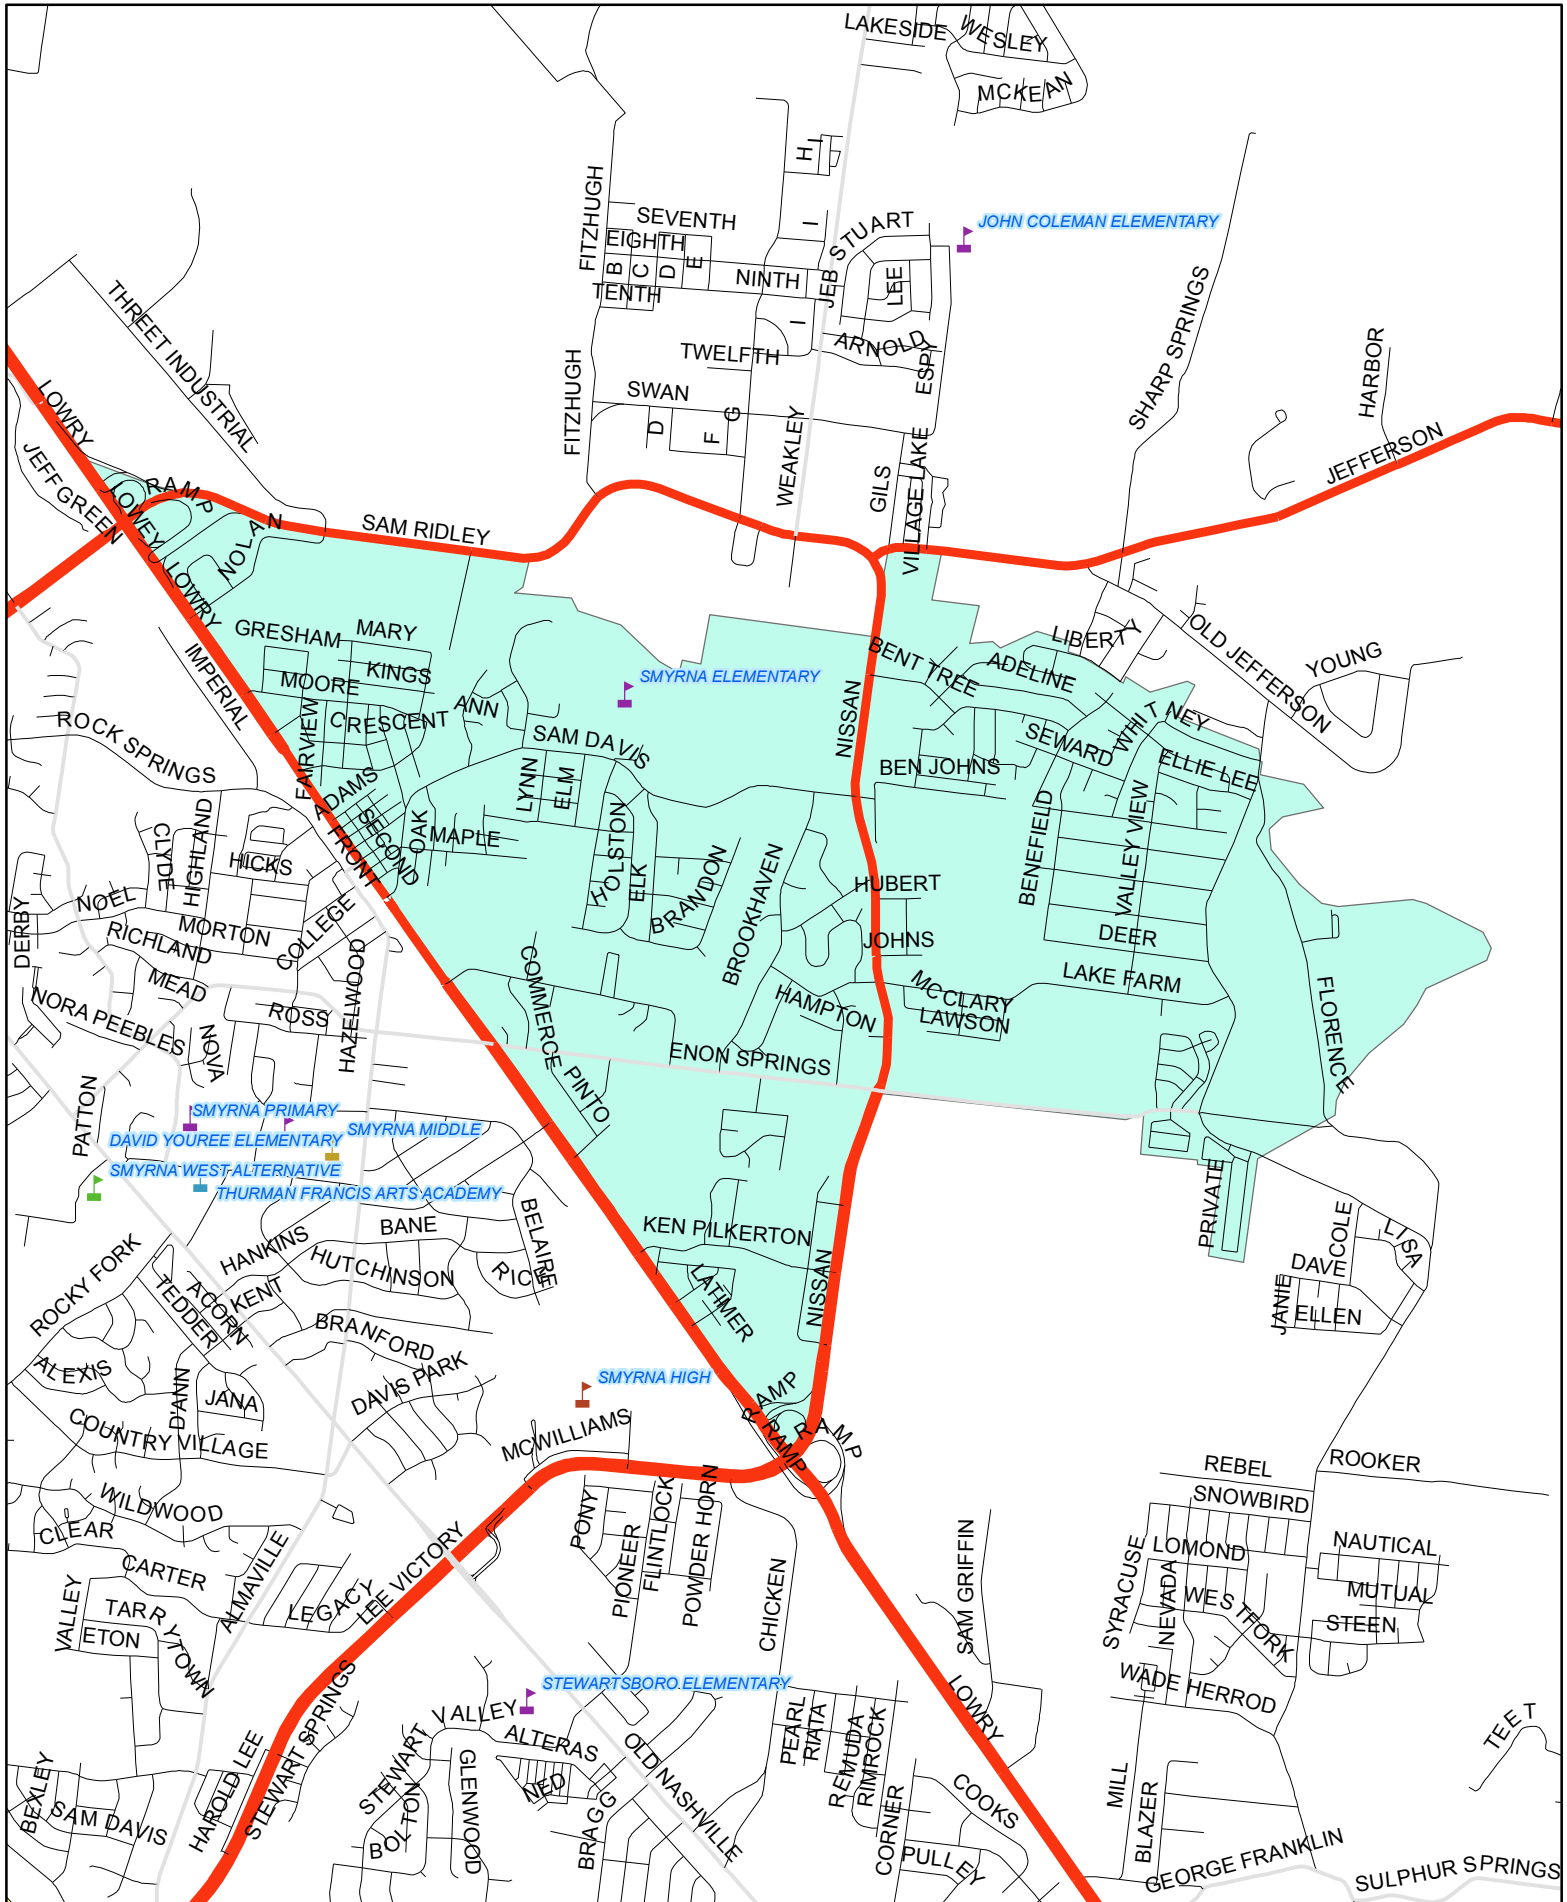 LAKESIDE
WESLEY
MCKEAN
H
I
FITZHUGH
SEVENTH
EIGHTH
B
C
D
E
I
JEB STUART
JOHN COLEMAN ELEMENTARY
NINTH
TENTH
LEE
I
ARNOLD
ESPY
TWELFTH
THREET INDUSTRIAL
SHARP SPRINGS
HARBOR
FITZHUGH
SWAN
D
F
G
WEAKLEY
GILS
VILLAGE LAKE
JEFFERSON
LOWRY
JEFF GREEN
RAMP
LOWEY
NOLAN
SAM RIDLEY
LOWRY
IMPERIAL
GRESHAM
MARY
KINGS
MOORE
CRESCENT
ANN
SMYRNA ELEMENTARY
NISSAN
BENT TREE
ADELINE
LIBERTY
OLD JEFFERSON
YOUNG
ROCK SPRINGS
FAIRVIEW
SAM DAVIS
SEWARD
WHITNEY
BEN JOHNS
ELLIE LEE
ADAMS
SECOND
FRONT
OAK
MAPLE
LYNN
ELM
HOLSTON
ELK
BRANDON
BROOKHAVEN
HUBERT
BENEFIELD
VALLEY VIEW
CLYDE
HIGHLAND
HICKS
NOEL
MORTON
COLLEGE
DERBY
RICHLAND
MEAD
HAZELWOOD
JOHNS
DEER
LAKE FARM
FLORENCE
COMMERCE
HAMPTON
MCCLARY
LAWSON
NORA PEEBLES
NOVA
ROSS
ENON SPRINGS
PINTO
PATTON
SMYRNA PRIMARY
SMYRNA MIDDLE
DAVID YOUREE ELEMENTARY
SMYRNA WEST ALTERNATIVE
THURMAN FRANCIS ARTS ACADEMY
PRIVATE
COLE
LISA
BANE
BELAIRE
KEN PILKERTON
ROCKY FORK
HANKINS
HUTCHINSON
RICE
DAVE
JANIE
ELLEN
TEDDER
ACORN
KENT
LATIMER
NISSAN
BRANFORD
ALEXIS
D'ANN
JANA
DAVIS PARK
SMYRNA HIGH
RAMP
RAMP
RAMP
COUNTRY VILLAGE
MCWILLIAMS
REBEL
ROOKER
SNOWBIRD
WILDWOOD
CLEAR
CARTER
ALMAVILLE
LEE VICTORY
PONY
PIONEER
FLINTLOCK
POWDER HORN
CHICKEN
SAM GRIFFIN
SYRACUSE
LOMOND
NEVADA
WESTFORK
NAUTICAL
MUTUAL
STEEN
VALLEY
TARRYTOWN
ETON
LEGACY
WADE HERROD
STEWARTSBORO ELEMENTARY
LOWRY
STEWART SPRINGS
HAROLD LEE
STEWART VALLEY
ALTERAS
OLD NASHVILLE
PEARL
RIATA
REMUDA
RIMROCK
CORNER
COOKS
TEET
BEXLEY
SAM DAVIS
BOLTON
GLENWOOD
NED
BRAGG
PULLEY
MILL
BLAZER
GEORGE FRANKLIN
SULPHUR SPRINGS